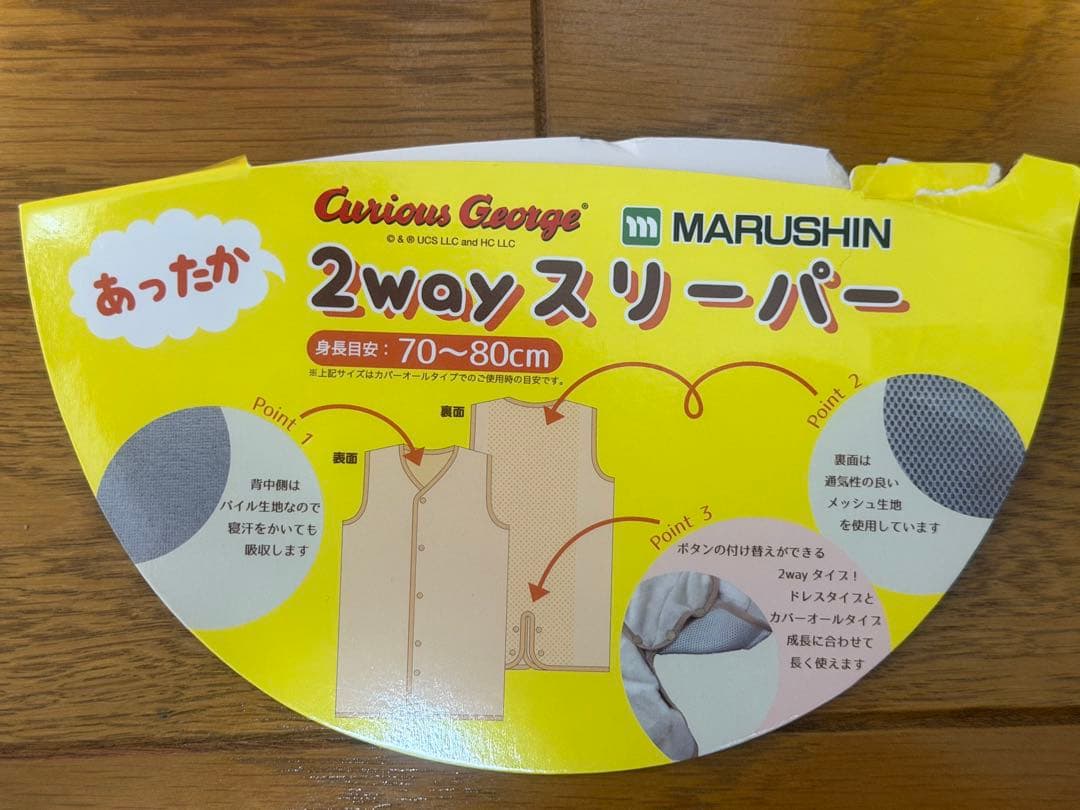 Curious George®
© & ® UCS LLC and HC LLC
m MARUSHIN
あったか
2wayスリーパー
身長目安：70〜80cm
※上記サイズはカバーオールタイプでのご使用時の目安です。
Point 1
背中側は
パイル生地なので
寝汗をかいても
吸収します
表面
裏面
Point 2
裏面は
通気性の良い
メッシュ生地
を使用しています
Point 3
ボタンの付け替えができる
2wayタイプ！
ドレスタイプと
カバーオールタイプ
成長に合わせて
長く使えます